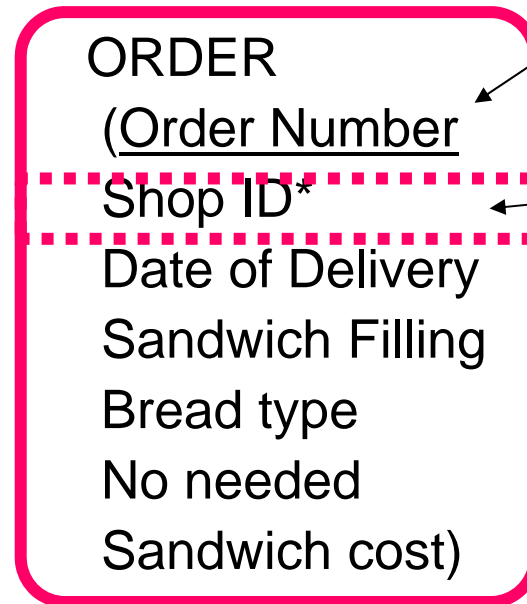 ORDER
(Order Number
Shop ID*
Date of Delivery
Sandwich Filling
Bread type
No needed
Sandwich cost)